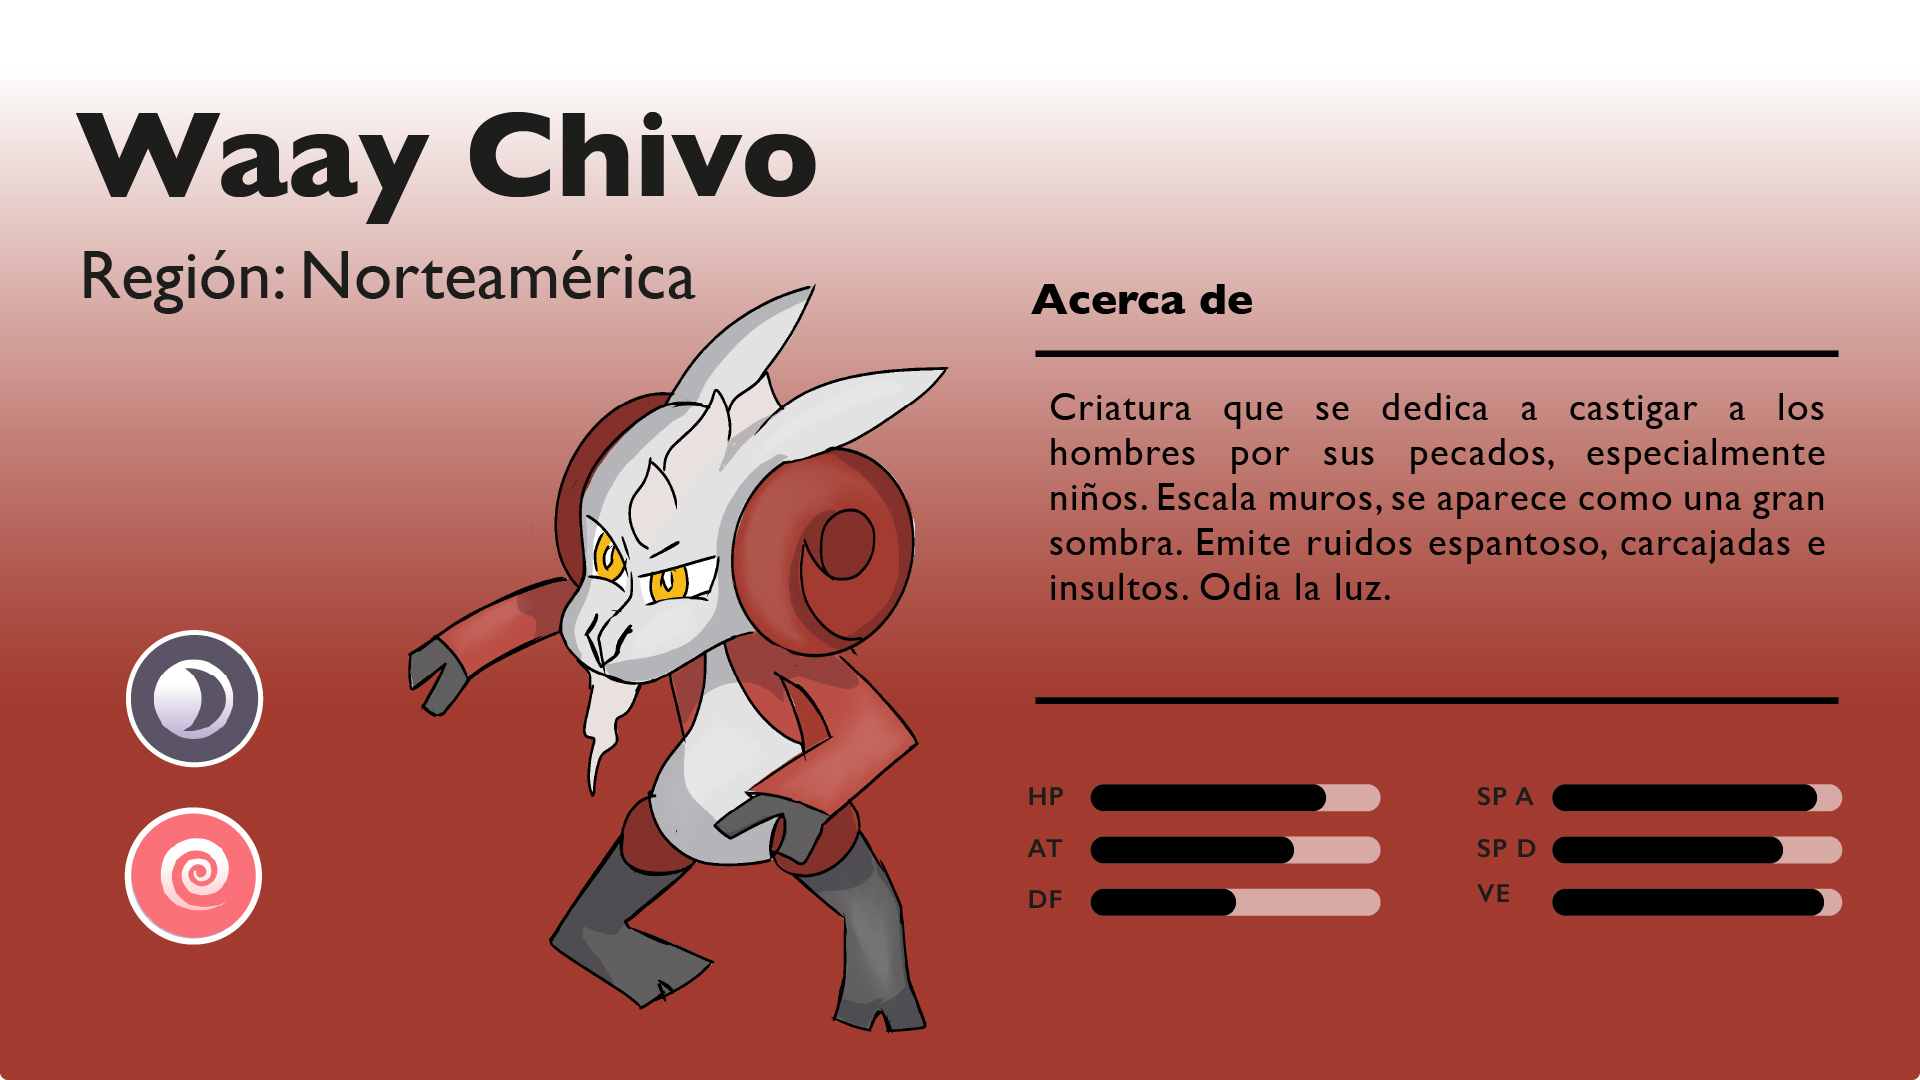 Waay Chivo
Región: Norteamérica
Acerca de
Criatura que se dedica a castigar a los
hombres por sus pecados, especialmente
niños. Escala muros, se aparece como una gran
sombra. Emite ruidos espantoso, carcajadas e
insultos. Odia la luz.
HP
AT
DF
SP A
SP D
VE